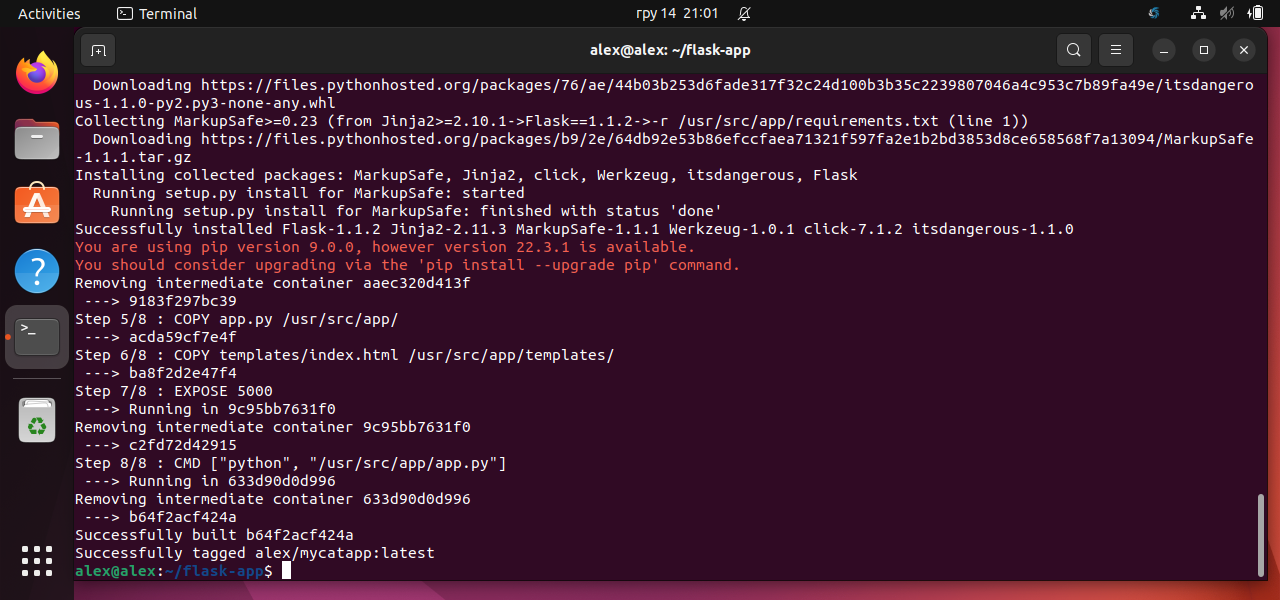 Activities
Terminal
гру 14 21:01
alex@alex: ~/flask-app
  Downloading https://files.pythonhosted.org/packages/76/ae/44b03b253d6fade317f32c24d100b3b35c2239807046a4c953c7b89fa49e/itsdangero
us-1.1.0-py2.py3-none-any.whl
Collecting MarkupSafe>=0.23 (from Jinja2>=2.10.1->Flask==1.1.2->-r /usr/src/app/requirements.txt (line 1))
  Downloading https://files.pythonhosted.org/packages/b9/2e/64db92e53b86efccfaea71321f597fa2e1b2bd3853d8ce658568f7a13094/MarkupSafe
-1.1.1.tar.gz
Installing collected packages: MarkupSafe, Jinja2, click, Werkzeug, itsdangerous, Flask
  Running setup.py install for MarkupSafe: started
    Running setup.py install for MarkupSafe: finished with status 'done'
Successfully installed Flask-1.1.2 Jinja2-2.11.3 MarkupSafe-1.1.1 Werkzeug-1.0.1 click-7.1.2 itsdangerous-1.1.0
You are using pip version 9.0.0, however version 22.3.1 is available.
You should consider upgrading via the 'pip install --upgrade pip' command.
Removing intermediate container aaec320d413f
 ---> 9183f297bc39
Step 5/8 : COPY app.py /usr/src/app/
 ---> acda59cf7e4f
Step 6/8 : COPY templates/index.html /usr/src/app/templates/
 ---> ba8f2d2e47f4
Step 7/8 : EXPOSE 5000
 ---> Running in 9c95bb7631f0
Removing intermediate container 9c95bb7631f0
 ---> c2fd72d42915
Step 8/8 : CMD ["python", "/usr/src/app/app.py"]
 ---> Running in 633d90d0d996
Removing intermediate container 633d90d0d996
 ---> b64f2acf424a
Successfully built b64f2acf424a
Successfully tagged alex/mycatapp:latest
alex@alex:~/flask-app$